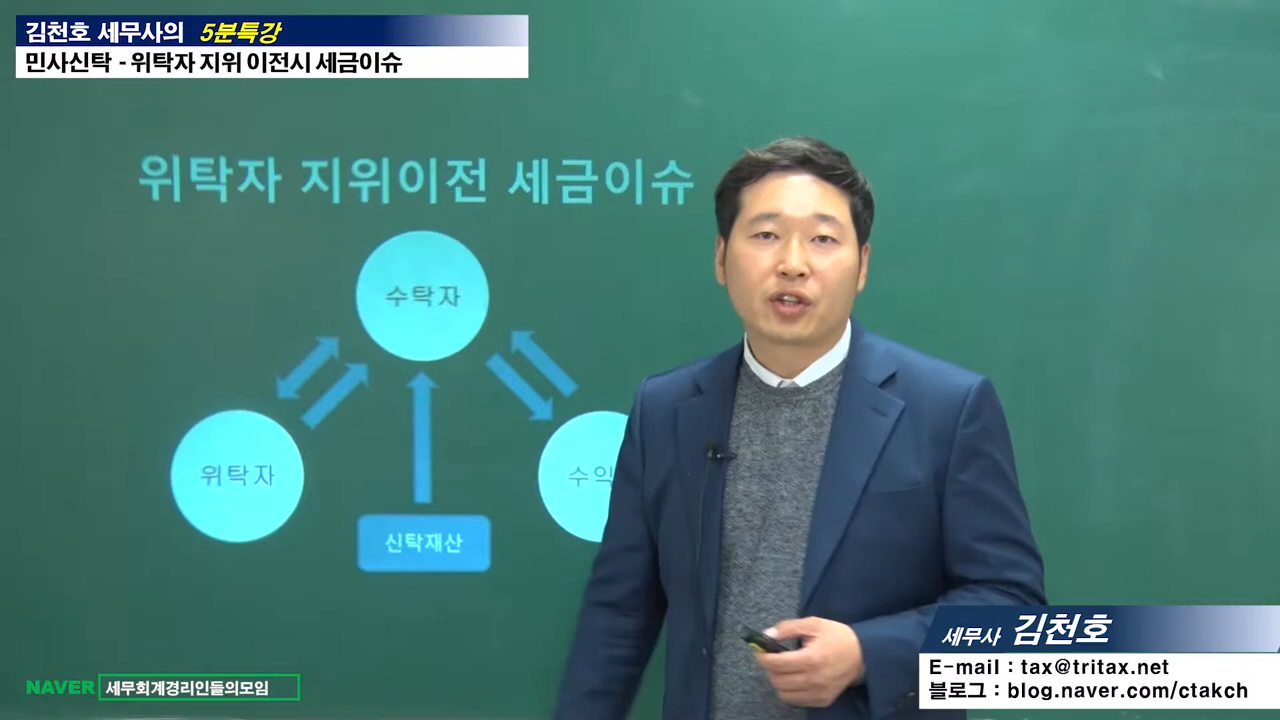 김천호 세무사의 5분특강
민사신탁 - 위탁자 지위 이전시 세금이슈
위탁자 지위이전 세금이슈
수탁자
위탁자
수익
신탁재산
세무사 김천호
E-mail : tax@tritax.net
블로그 : blog.naver.com/ctakch
NAVER 세무회계경리인들의모임